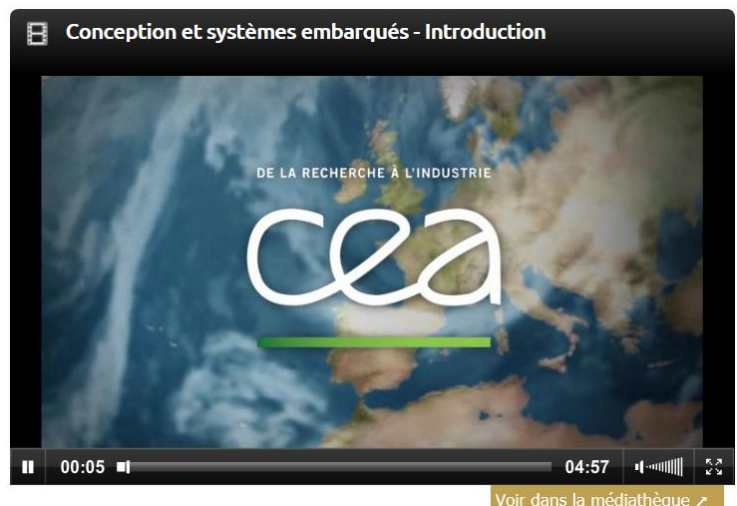 Conception et systèmes embarqués - Introduction
DE LA RECHERCHE À L'INDUSTRIE
cea
00:05
04:57
Voir dans la médiathèque ↗